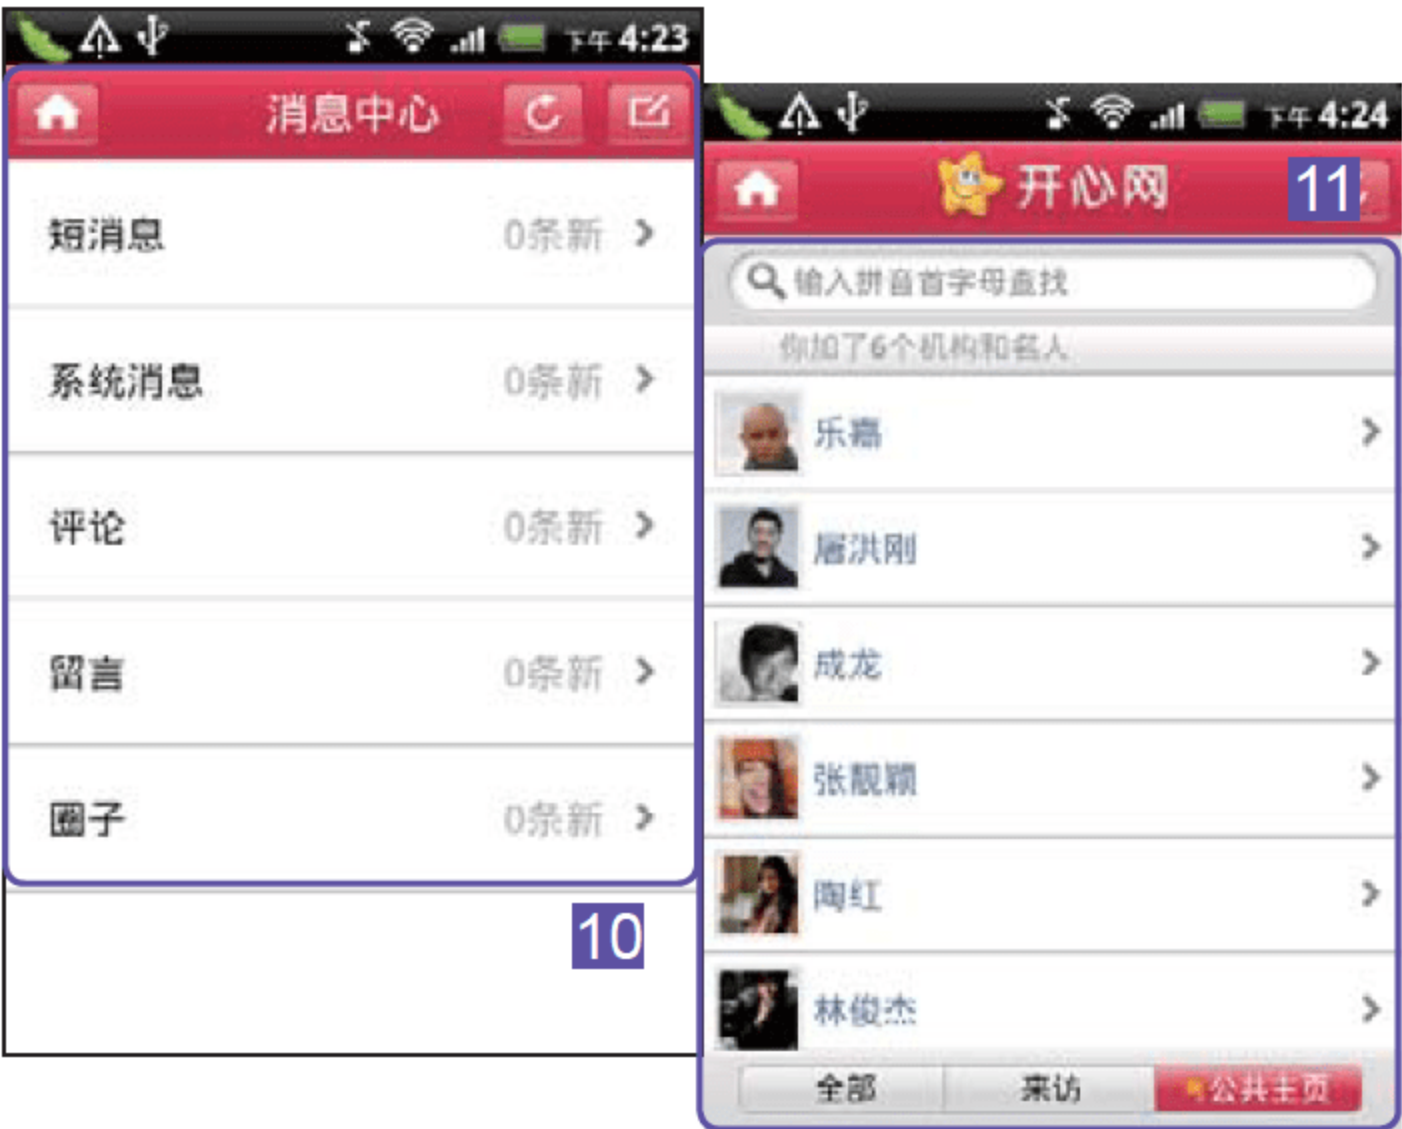 下午 4:23
消息中心
短消息 0条新
系统消息 0条新
评论 0条新
留言 0条新
圈子 0条新
10
下午 4:24
开心网 11
输入拼音首字母查找
你加了6个机构和名人
乐嘉
屠洪刚
成龙
张靓颖
陶红
林俊杰
全部 来访 公共主页